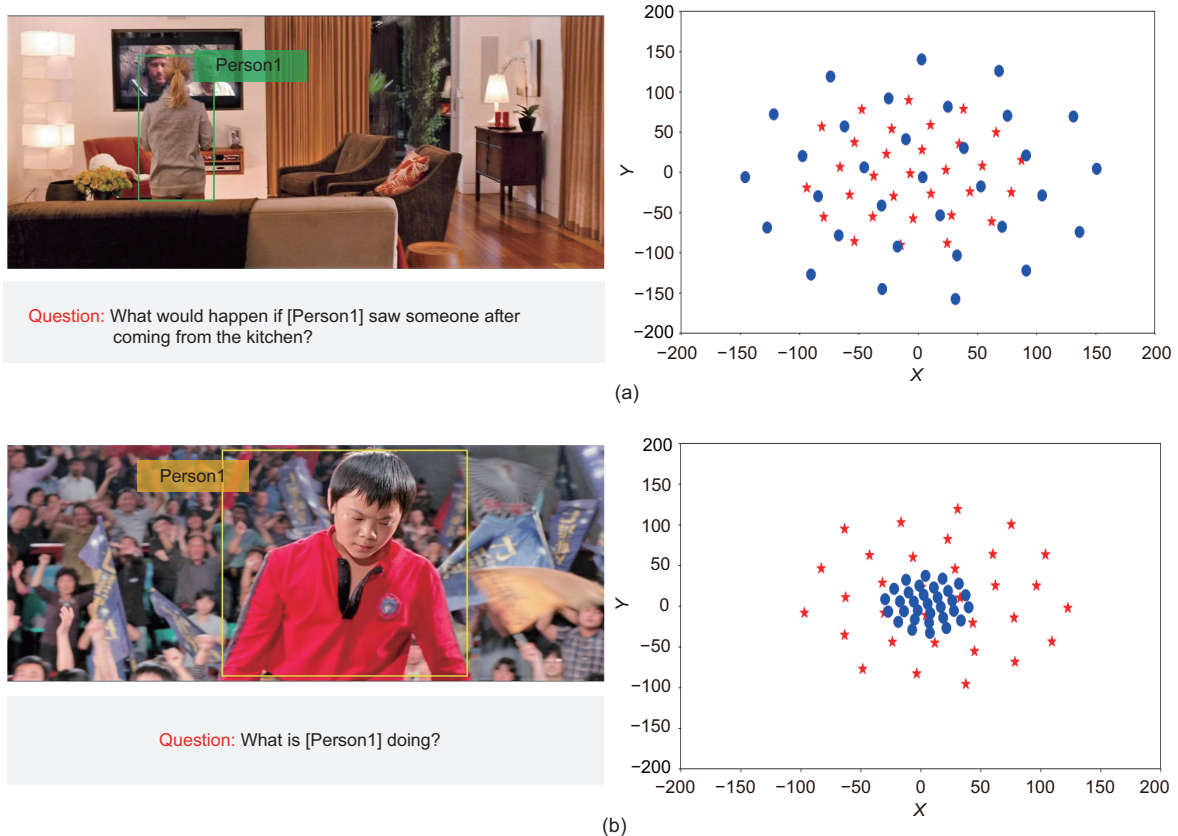 Person1
Question: What would happen if [Person1] saw someone after
coming from the kitchen?
200
150
100
50
0
−50
−100
−150
−200
Y
−200 −150 −100 −50 0 50 100 150 200
X
(a)
Person1
Question: What is [Person1] doing?
200
150
100
50
0
−50
−100
−150
−200
Y
−200 −150 −100 −50 0 50 100 150 200
X
(b)